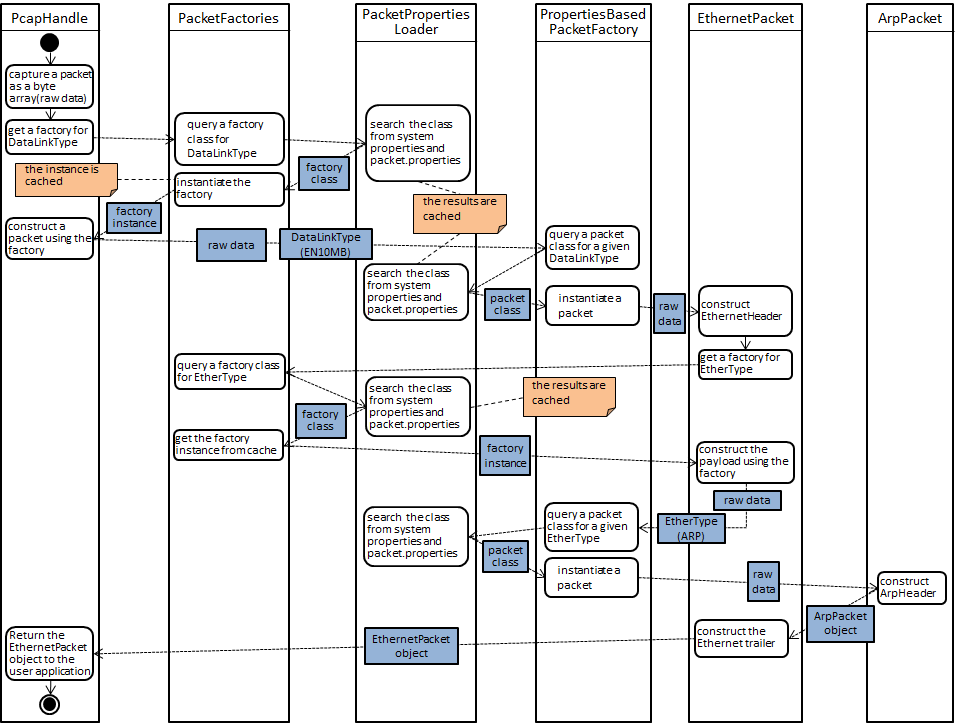 PcapHandle
PacketFactories
PacketProperties
Loader
PropertiesBased
PacketFactory
EthernetPacket
ArpPacket
capture a packet
as a byte
array(raw data)
get a factory for
DataLinkType
query a factory
class for
DataLinkType
search the class
from system
properties and
packet.properties
the instance is
cached
factory
class
instantiate the
factory
the results are
cached
factory
instance
construct a
packet using the
factory
raw data
DataLinkType
(EN10MB)
query a packet
class for a given
DataLinkType
search the class
from system
properties and
packet.properties
packet
class
instantiate a
packet
raw
data
construct
EthernetHeader
get a factory for
EtherType
query a factory class
for EtherType
search the class
from system
properties and
packet.properties
the results are
cached
factory
class
get the factory
instance from cache
factory
instance
construct the
payload using the
factory
raw data
EtherType
(ARP)
query a packet
class for a given
EtherType
search the class
from system
properties and
packet.properties
packet
class
instantiate a
packet
raw
data
construct
ArpHeader
ArpPacket
object
construct the
Ethernet trailer
EthernetPacket
object
Return the
EthernetPacket
object to the
user application